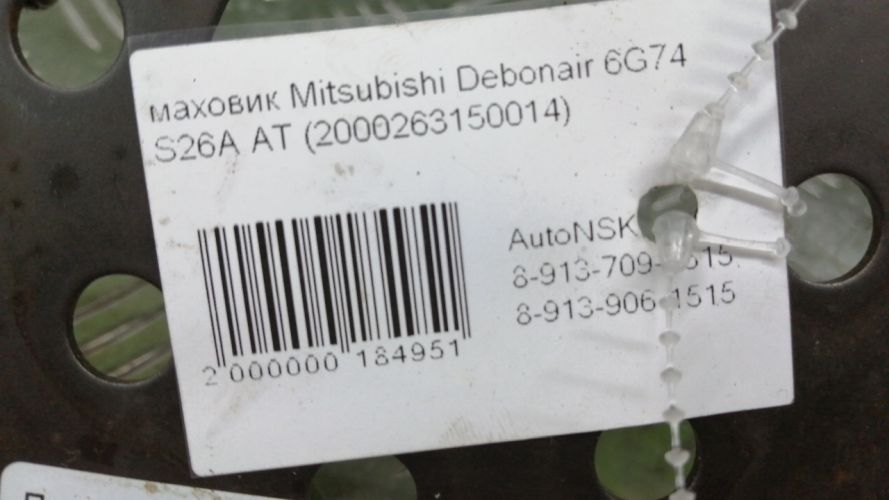 маховик Mitsubishi Debonair 6G74
S26A AT (2000263150014)
AutoNSK
8-913-709-
8-913-906-1515
2 000000 184951